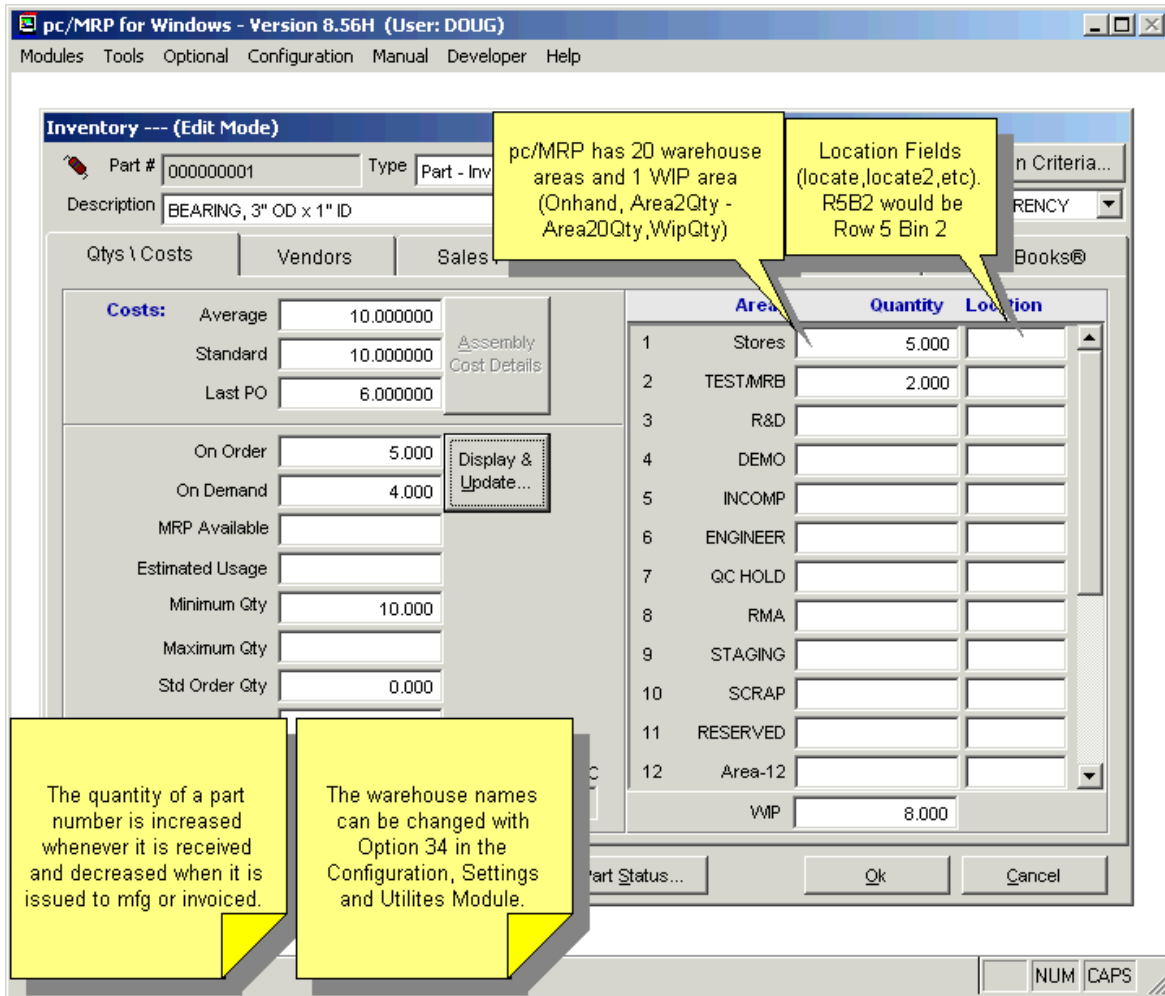 pc/MRP for Windows - Version 8.56H (User: DOUG)
Modules Tools Optional Configuration Manual Developer Help
Inventory --- (Edit Mode)
Part # 000000001 Type Part - Inv n Criteria...
Description BEARING, 3" OD x 1" ID RENCY
pc/MRP has 20 warehouse
areas and 1 WIP area
(Onhand, Area2Qty -
Area20Qty,WipQty)
Location Fields
(locate,locate2,etc).
R5B2 would be
Row 5 Bin 2
Qtys \ Costs Vendors Sales Books®
Costs: Average 10.000000
Standard 10.000000
Last PO 6.000000
Assembly
Cost Details
On Order 5.000
On Demand 4.000
Display &
Update...
MRP Available
Estimated Usage
Minimum Qty 10.000
Maximum Qty
Std Order Qty 0.000
Area Quantity Location
1 Stores 5.000
2 TEST/MRB 2.000
3 R&D
4 DEMO
5 INCOMP
6 ENGINEER
7 QC HOLD
8 RMA
9 STAGING
10 SCRAP
11 RESERVED
12 Area-12
WIP 8.000
The quantity of a part
number is increased
whenever it is received
and decreased when it is
issued to mfg or invoiced.
The warehouse names
can be changed with
Option 34 in the
Configuration, Settings
and Utilites Module.
Part Status... Ok Cancel
NUM CAPS